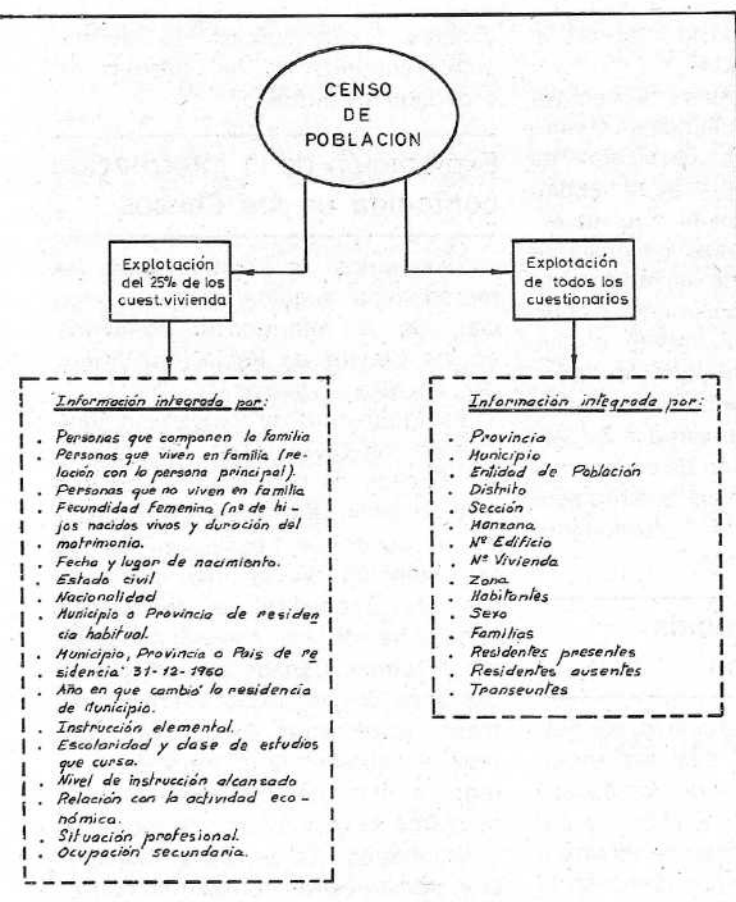 CENSO
DE
POBLACION
Explotación
del 25% de los
cuest. vivienda
Explotación
de todos los
cuestionarios
Información integrada por:
. Personas que componen la familia
. Personas que viven en familia (re-
lación con la persona principal).
. Personas que no viven en familia
. Fecundidad Femenina (nº de hi-
jos nacidos vivos y duración del
matrimonio.
. Fecha y lugar de nacimiento.
. Estado civil
. Nacionalidad
. Municipio o Provincia de residen
cia habitual.
. Municipio, Provincia o Pais de re
. sidencia 31-12-1960
. Año en que cambió la residencia
de Municipio.
. Instrucción elemental.
. Escolaridad y clase de estudios
que cursa.
. Nivel de instrucción alcanzado
. Relación con la actividad eco-
nómica.
. Situación profesional.
. Ocupación secundaria.
Información integrada por:
. Provincia
. Municipio
. Entidad de Población
. Distrito
. Sección
. Manzana
. Nº Edificio
. Nº Vivienda
. Zona
. Habitantes
. Sexo
. Familias
. Residentes presentes
. Residentes ausentes
. Transeuntes